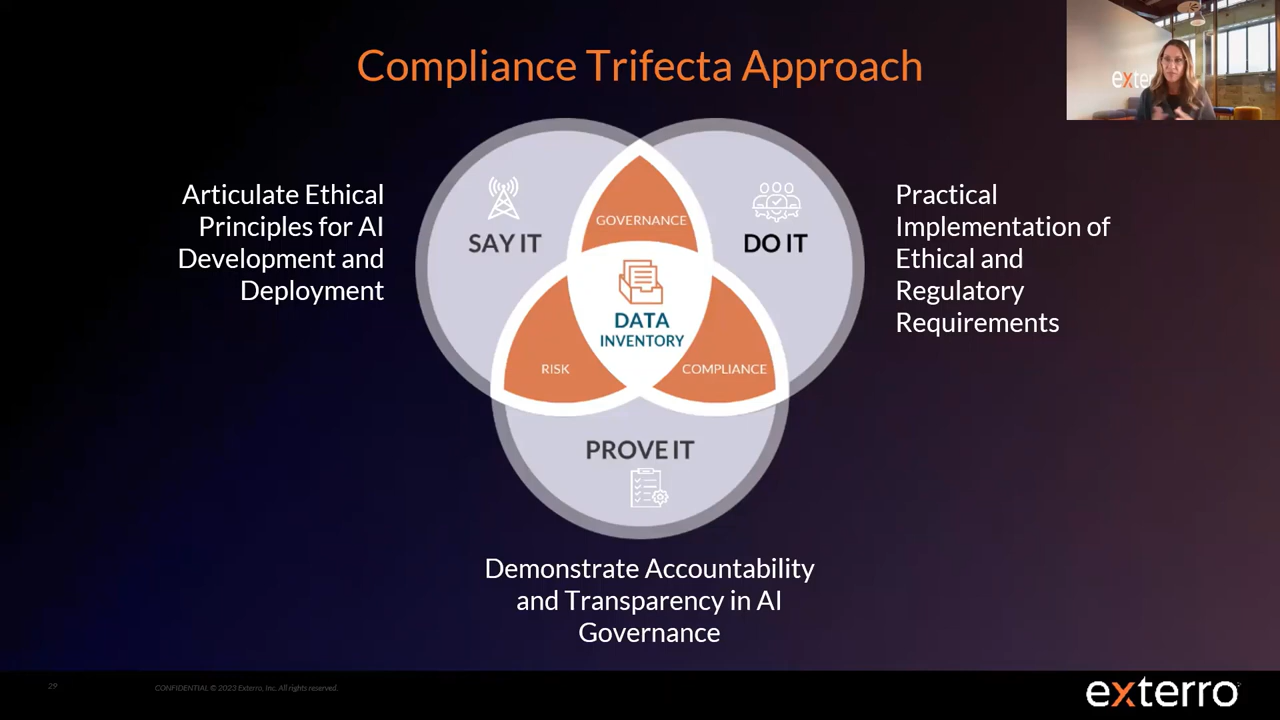 Compliance Trifecta Approach
exte
Articulate Ethical
Principles for AI
Development and
Deployment
SAY IT
GOVERNANCE
DO IT
Practical
Implementation of
Ethical and
Regulatory
Requirements
DATA
INVENTORY
RISK
COMPLIANCE
PROVE IT
Demonstrate Accountability
and Transparency in AI
Governance
29
CONFIDENTIAL © 2023 Exterro, Inc. All rights reserved.
exterro